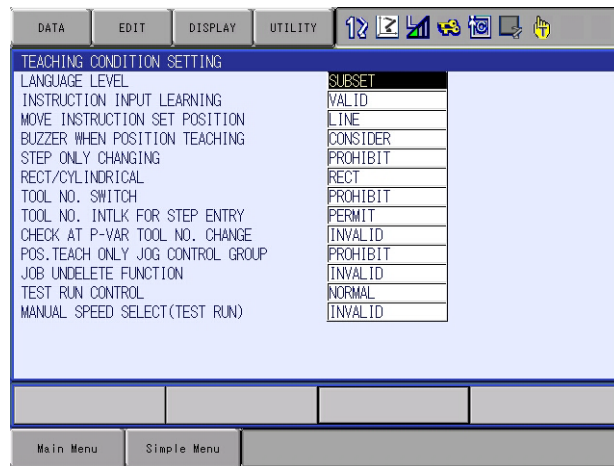 DATA EDIT DISPLAY UTILITY
TEACHING CONDITION SETTING
LANGUAGE LEVEL SUBSET
INSTRUCTION INPUT LEARNING VALID
MOVE INSTRUCTION SET POSITION LINE
BUZZER WHEN POSITION TEACHING CONSIDER
STEP ONLY CHANGING PROHIBIT
RECT/CYLINDRICAL RECT
TOOL NO. SWITCH PROHIBIT
TOOL NO. INTLK FOR STEP ENTRY PERMIT
CHECK AT P-VAR TOOL NO. CHANGE INVALID
POS.TEACH ONLY JOG CONTROL GROUP PROHIBIT
JOB UNDELETE FUNCTION INVALID
TEST RUN CONTROL NORMAL
MANUAL SPEED SELECT(TEST RUN) INVALID
Main Menu Simple Menu